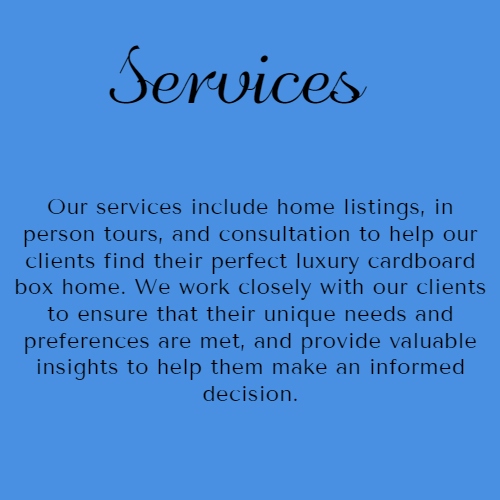 Services
Our services include home listings, in
person tours, and consultation to help our
clients find their perfect luxury cardboard
box home. We work closely with our clients
to ensure that their unique needs and
preferences are met, and provide valuable
insights to help them make an informed
decision.